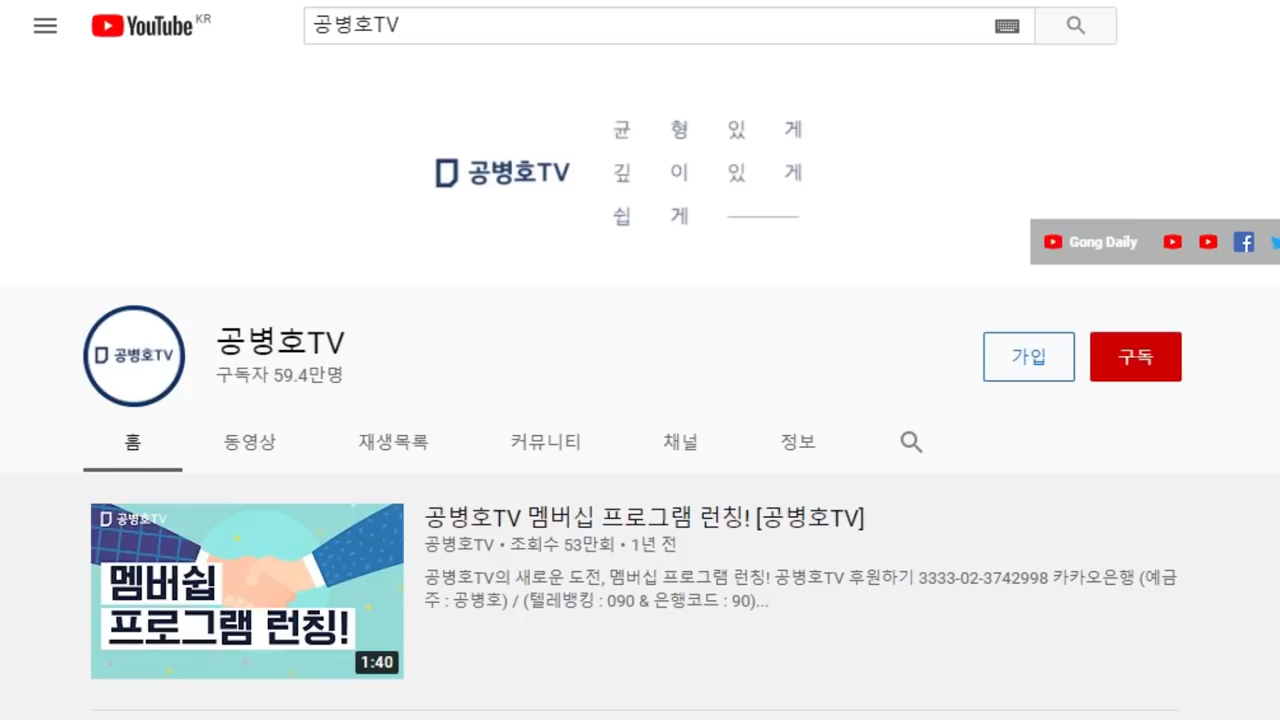 YouTube KR
공병호TV
균형있게
공병호TV 깊이있게
쉽게
Gong Daily
공병호TV
공병호TV
구독자 59.4만명
가입
구독
홈 동영상 재생목록 커뮤니티 채널 정보
공병호TV
멤버쉽
프로그램 런칭!
1:40
공병호TV 멤버십 프로그램 런칭! [공병호TV]
공병호TV • 조회수 53만회 • 1년 전
공병호TV의 새로운 도전, 멤버십 프로그램 런칭! 공병호TV 후원하기 3333-02-3742998 카카오은행 (예금
주 : 공병호) / (텔레뱅킹 : 090 & 은행코드 : 90)...